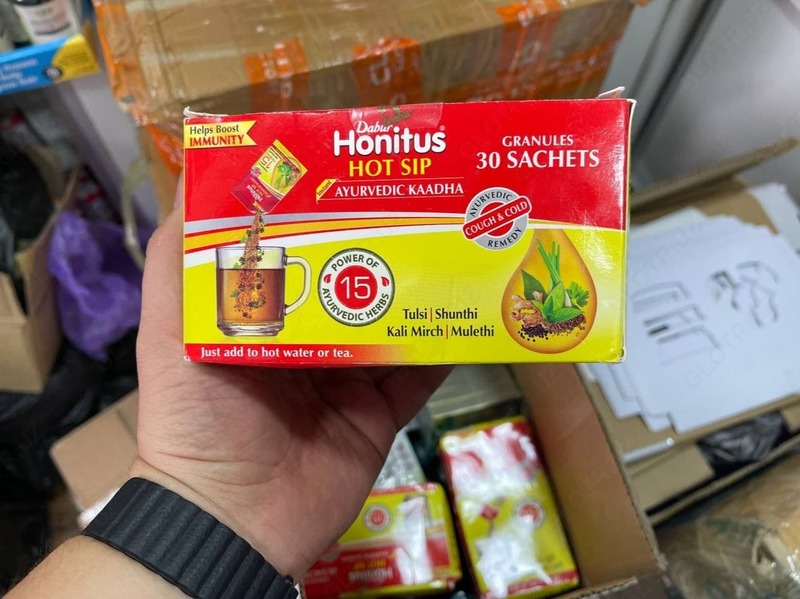 Helps Boost
IMMUNITY
Dabur
Honitus
HOT SIP
Instant
AYURVEDIC KAADHA
GRANULES
30 SACHETS
AYURVEDIC
COUGH & COLD
REMEDY
POWER OF
15
AYURVEDIC HERBS
Tulsi | Shunthi
Kali Mirch | Mulethi
Just add to hot water or tea.